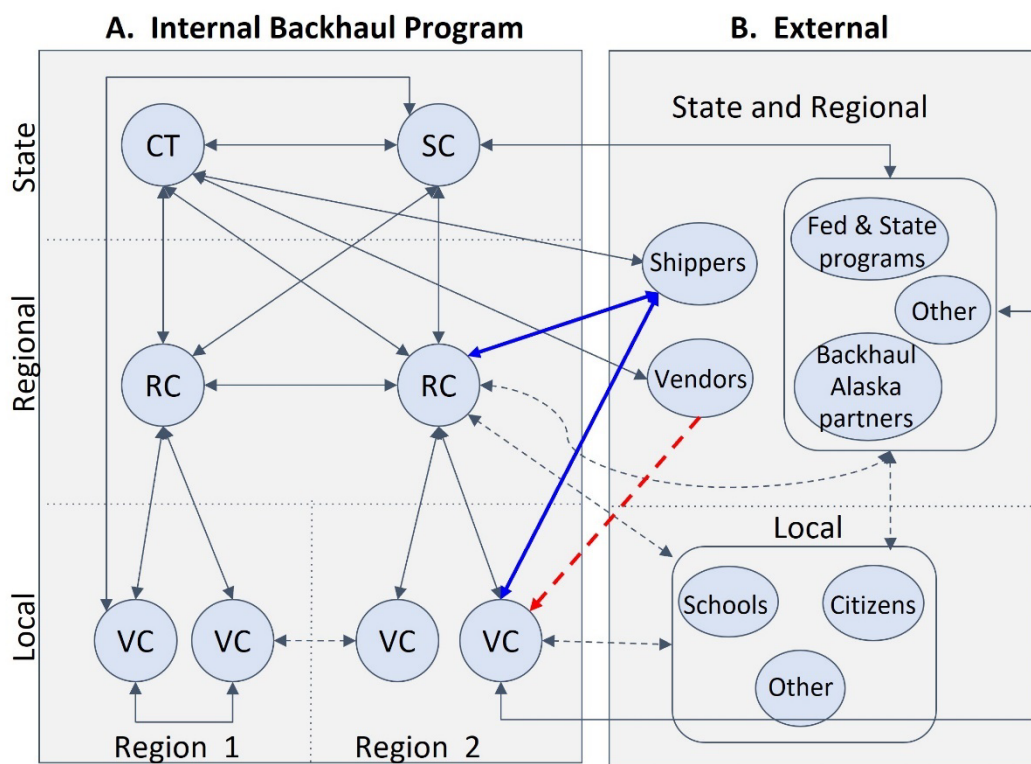 A. Internal Backhaul Program
B. External
State
Regional
Local
CT
SC
State and Regional
Fed & State
programs
Shippers
Other
Vendors
Backhaul
Alaska
partners
RC
RC
Local
Schools
Citizens
VC
VC
VC
VC
Other
Region 1
Region 2